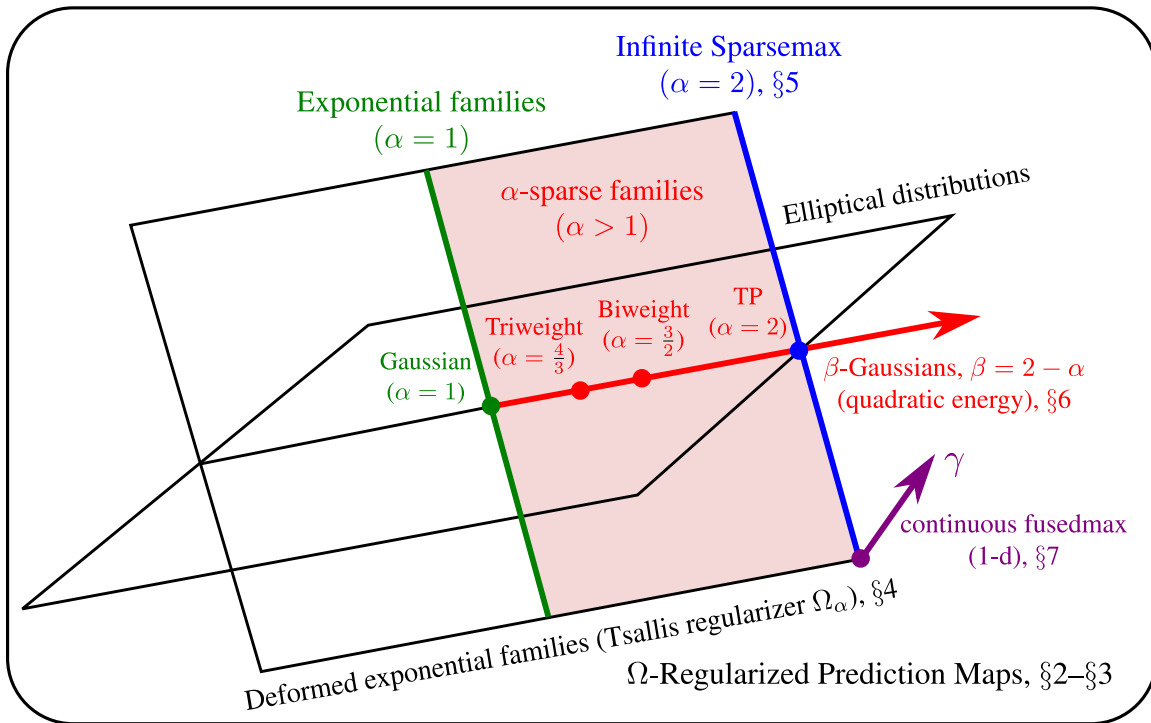 Infinite Sparsemax
(α = 2), §5
Exponential families
(α = 1)
α-sparse families
(α > 1)
Elliptical distributions
TP
(α = 2)
Biweight
(α = 3/2)
Triweight
(α = 4/3)
Gaussian
(α = 1)
β-Gaussians, β = 2 − α
(quadratic energy), §6
γ
continuous fusedmax
(1-d), §7
Deformed exponential families (Tsallis regularizer Ω_α), §4
Ω-Regularized Prediction Maps, §2–§3